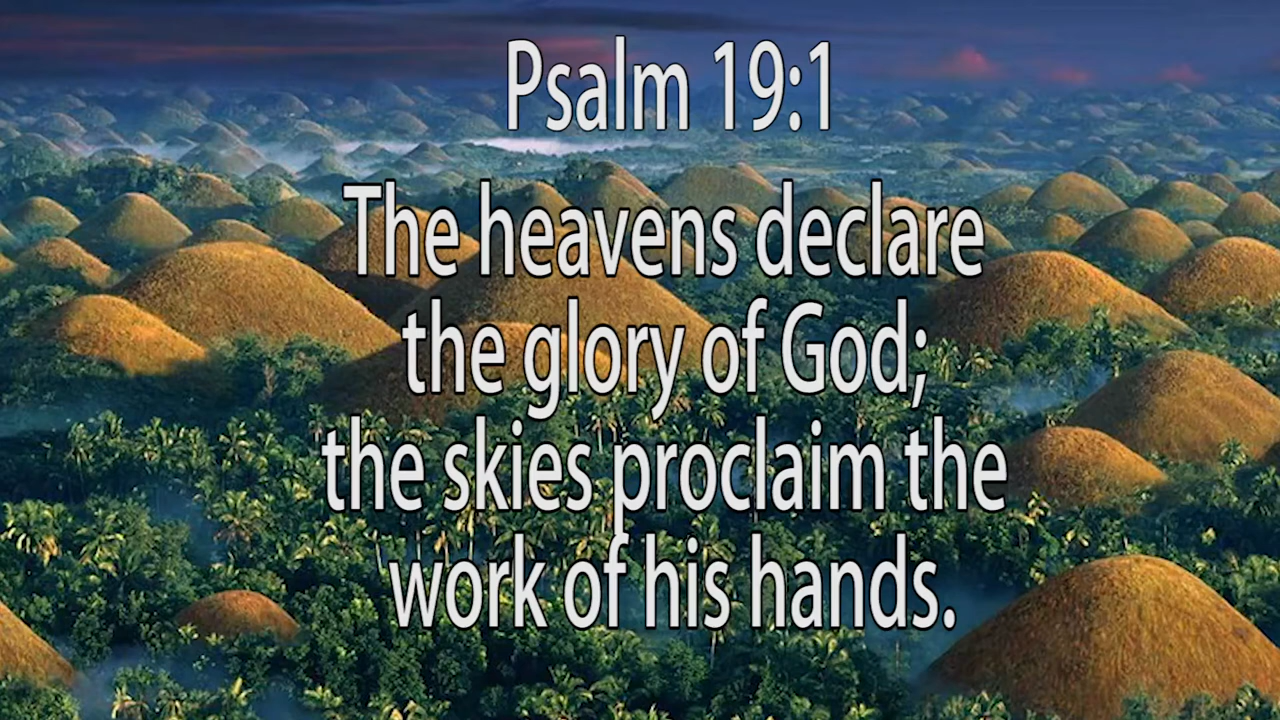 Psalm 19:1
The heavens declare
the glory of God;
the skies proclaim the
work of his hands.